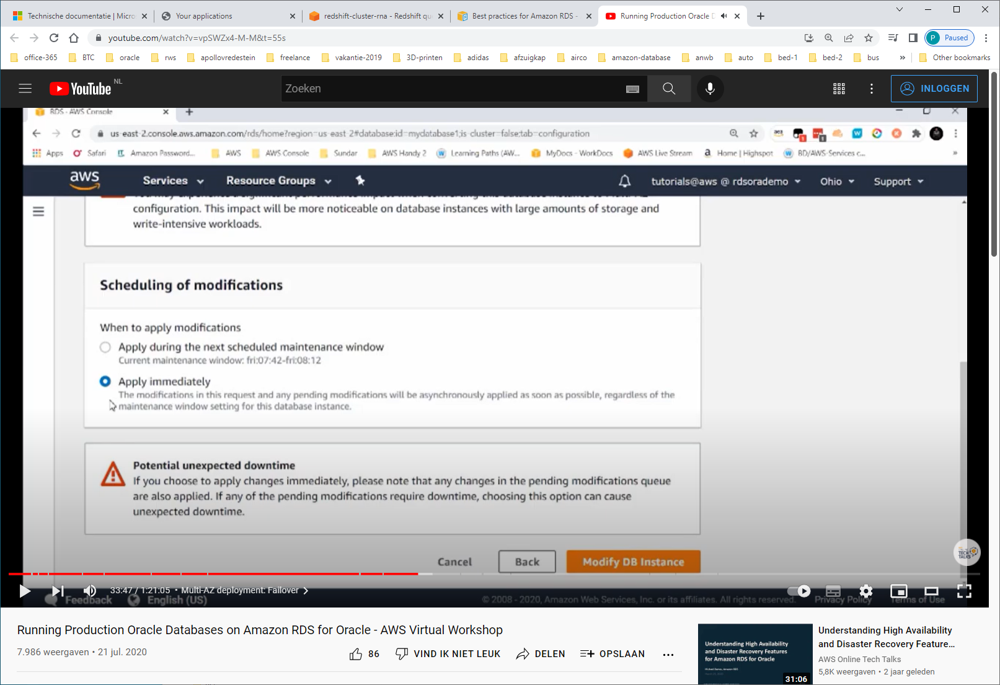 Technische documentatie | Micro
Your applications
redshift-cluster-rna - Redshift qu
Best practices for Amazon RDS -
Running Production Oracle D
youtube.com/watch?v=vpSWZx4-M-M&t=55s
P Paused
office-365 BTC oracle rws apollovredestein freelance vakantie-2019 3D-printen adidas afzuigkap airco amazon-database anwb auto bed-1 bed-2 bus » Other bookmarks
YouTube NL
Zoeken
INLOGGEN
RDS - AWS Console
us-east-2.console.aws.amazon.com/rds/home?region=us-east-2#database:id=mydatabase1;is-cluster=false;tab=configuration
Apps Safari Amazon Password... AWS AWS Console Sundar AWS Handy 2 Learning Paths (AW... MyDocs - WorkDocs AWS Live Stream Home | Highspot BD/AWS-Services c... »
aws Services Resource Groups tutorials@aws @ rdsorademo Ohio Support
configuration. This impact will be more noticeable on database instances with large amounts of storage and
write-intensive workloads.
Scheduling of modifications
When to apply modifications
Apply during the next scheduled maintenance window
Current maintenance window: fri:07:42-fri:08:12
Apply immediately
The modifications in this request and any pending modifications will be asynchronously applied as soon as possible, regardless of the
maintenance window setting for this database instance.
Potential unexpected downtime
If you choose to apply changes immediately, please note that any changes in the pending modifications queue
are also applied. If any of the pending modifications require downtime, choosing this option can cause
unexpected downtime.
Cancel Back Modify DB Instance
TECH
TALKS
33:47 / 1:21:05 • Multi-AZ deployment: Failover
Feedback English (US) © 2008 - 2020, Amazon Web Services, Inc. or its affiliates. All rights reserved. Privacy Policy Terms of Use
Running Production Oracle Databases on Amazon RDS for Oracle - AWS Virtual Workshop
7.986 weergaven • 21 jul. 2020
86 VIND IK NIET LEUK DELEN OPSLAAN
Understanding High Availability
and Disaster Recovery Features
for Amazon RDS for Oracle
31:06
Understanding High Availability
and Disaster Recovery Feature...
AWS Online Tech Talks
5,8K weergaven • 2 jaar geleden